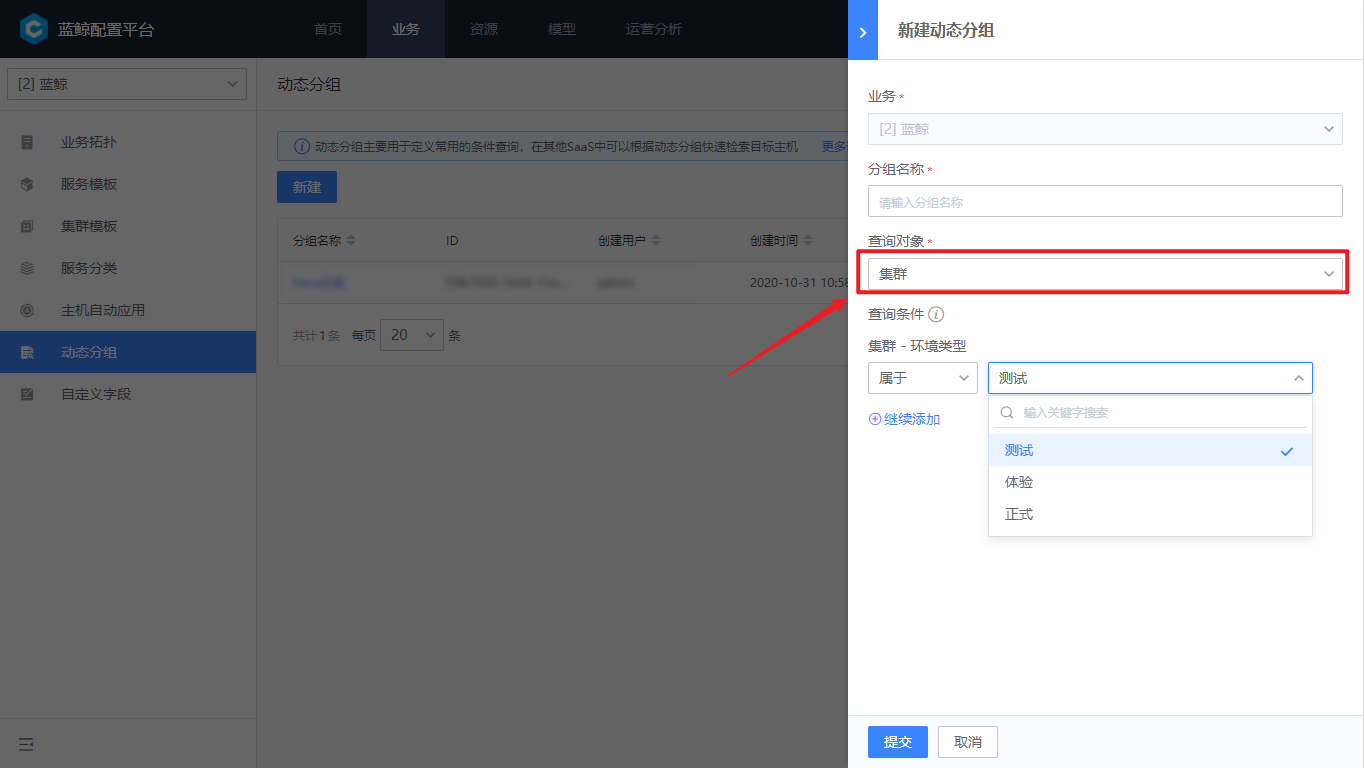 蓝鲸配置平台
首页 业务 资源 模型 运营分析
[2] 蓝鲸
业务拓扑
服务模板
集群模板
服务分类
主机自动应用
动态分组
自定义字段
动态分组
动态分组主要用于定义常用的条件查询，在其他SaaS中可以根据动态分组快速检索目标主机 更多
新建
分组名称 ID 创建用户 创建时间
2020-10-31 10:58
共计1条 每页 20 条
新建动态分组
业务 *
[2] 蓝鲸
分组名称 *
请输入分组名称
查询对象 *
集群
查询条件
集群 - 环境类型
属于 测试
输入关键字搜索
测试
体验
正式
继续添加
提交 取消